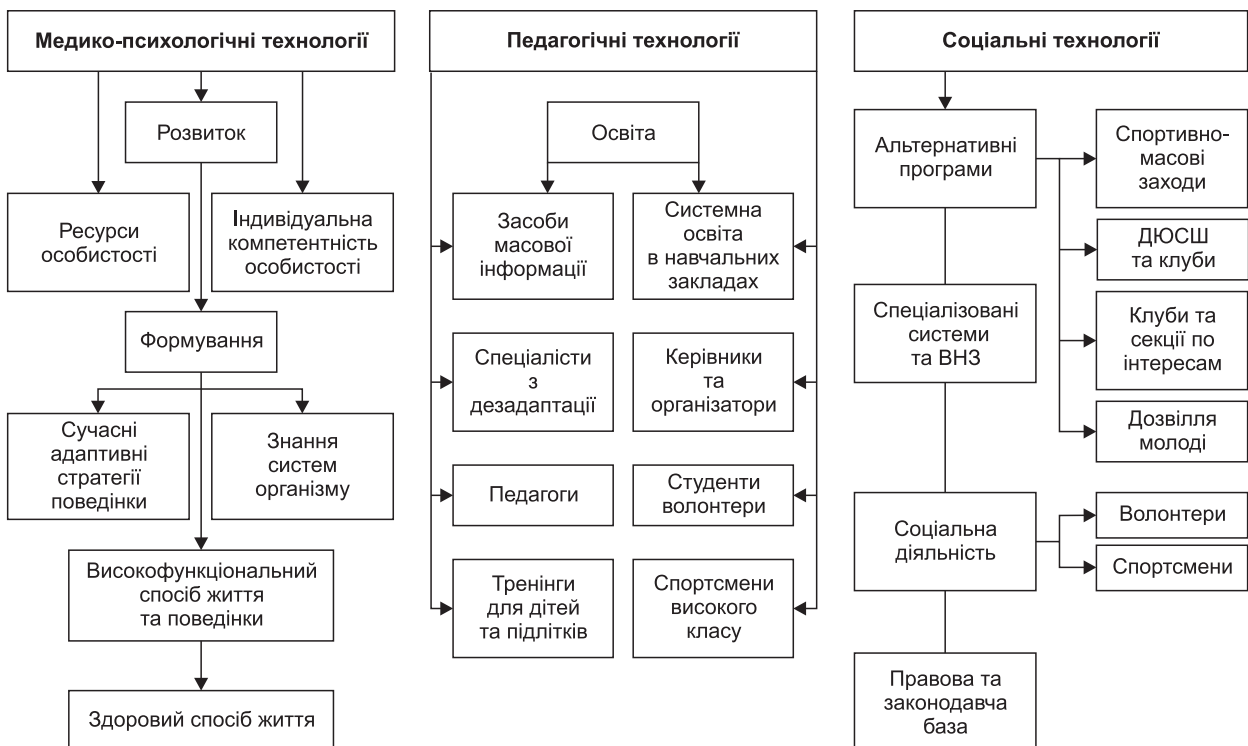 Медико-психологічні технології
Розвиток
Ресурси
особистості
Індивідуальна
компетентність
особистості
Формування
Сучасні
адаптивні
стратегії
поведінки
Знання
систем
організму
Високофункціональний
спосіб життя
та поведінки
Здоровий спосіб життя
Педагогічні технології
Освіта
Засоби
масової
інформації
Системна
освіта
в навчальних
закладах
Спеціалісти
з
дезадаптації
Керівники
та
організатори
Педагоги
Студенти
волонтери
Тренінги
для дітей
та підлітків
Спортсмени
високого
класу
Соціальні технології
Альтернативні
програми
Спортивно-
масові
заходи
ДЮСШ
та клуби
Спеціалізовані
системи
та ВНЗ
Клуби та
секції по
інтересам
Дозвілля
молоді
Соціальна
діяльність
Волонтери
Спортсмени
Правова та
законодавча
база